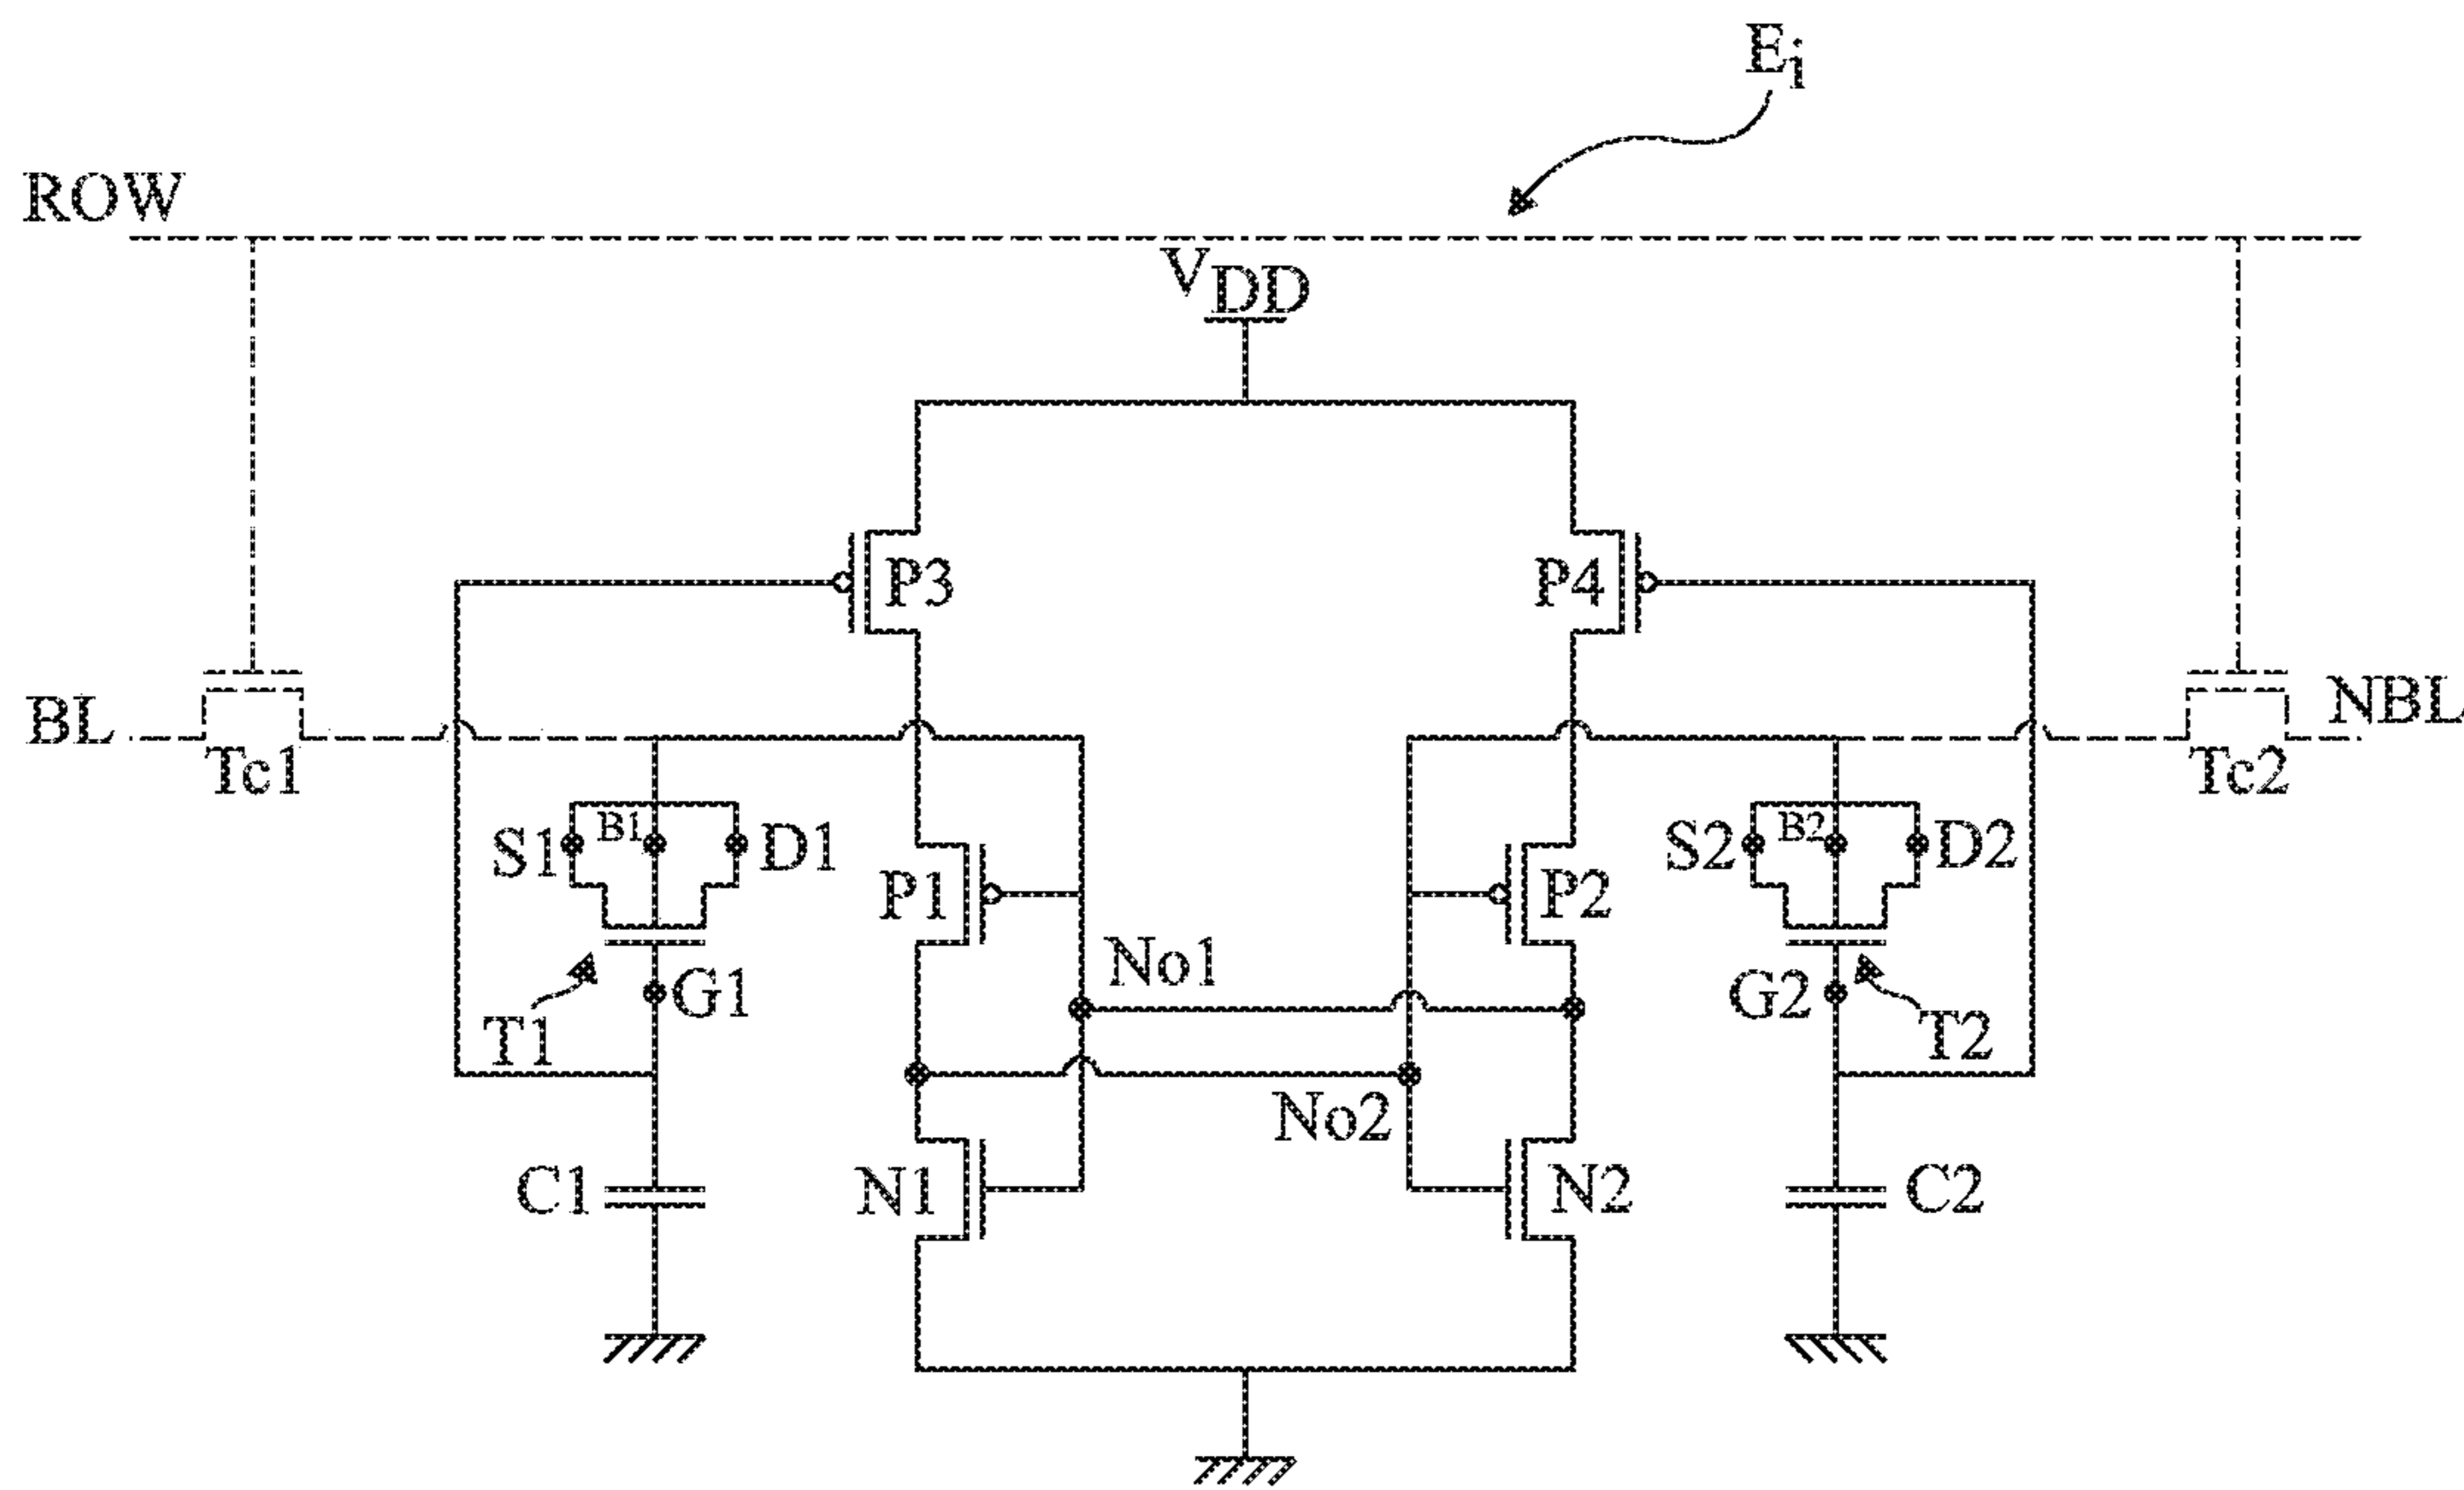 Ei
ROW
VDD
P3
P4
BL
NBL
Tc1
Tc2
S1
B1
D1
S2
B2
D2
P1
P2
No1
G1
G2
T1
T2
No2
C1
N1
N2
C2